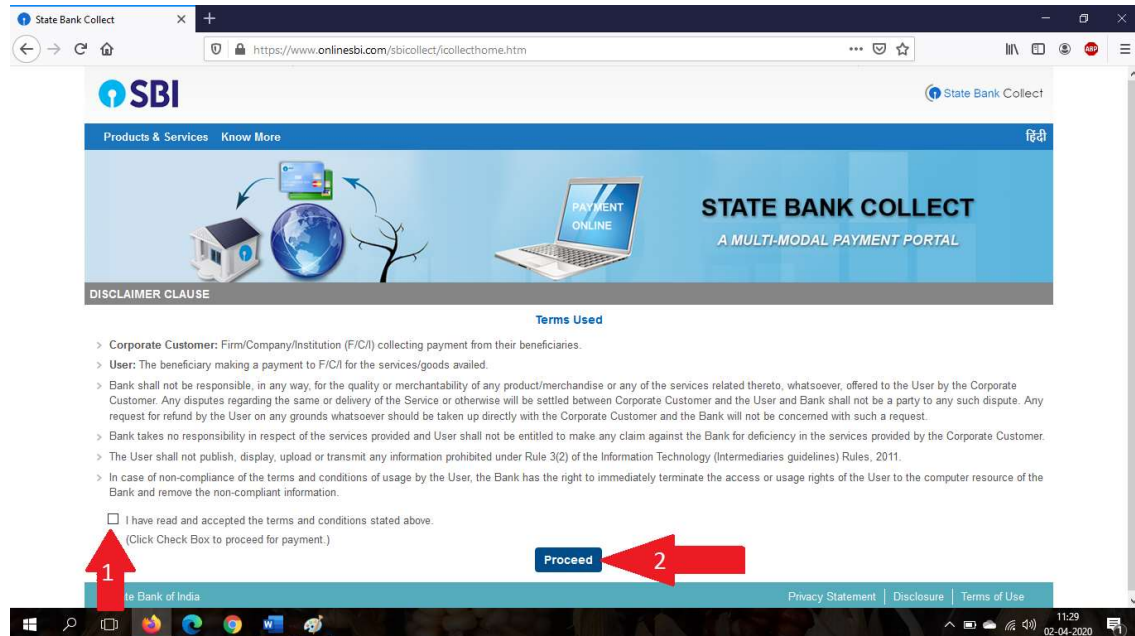 State Bank Collect
https://www.onlinesbi.com/sbicollect/icollecthome.htm
ABP
SBI
State Bank Collect
Products & Services Know More हिंदी
PAYMENT
ONLINE
STATE BANK COLLECT
A MULTI-MODAL PAYMENT PORTAL
DISCLAIMER CLAUSE
Terms Used
Corporate Customer: Firm/Company/Institution (F/C/I) collecting payment from their beneficiaries.
User: The beneficiary making a payment to F/C/I for the services/goods availed.
Bank shall not be responsible, in any way, for the quality or merchantability of any product/merchandise or any of the services related thereto, whatsoever, offered to the User by the Corporate
Customer. Any disputes regarding the same or delivery of the Service or otherwise will be settled between Corporate Customer and the User and Bank shall not be a party to any such dispute. Any
request for refund by the User on any grounds whatsoever should be taken up directly with the Corporate Customer and the Bank will not be concerned with such a request.
Bank takes no responsibility in respect of the services provided and User shall not be entitled to make any claim against the Bank for deficiency in the services provided by the Corporate Customer.
The User shall not publish, display, upload or transmit any information prohibited under Rule 3(2) of the Information Technology (Intermediaries guidelines) Rules, 2011.
In case of non-compliance of the terms and conditions of usage by the User, the Bank has the right to immediately terminate the access or usage rights of the User to the computer resource of the
Bank and remove the non-compliant information.
I have read and accepted the terms and conditions stated above.
(Click Check Box to proceed for payment.)
Proceed 2
1
te Bank of India Privacy Statement | Disclosure | Terms of Use
11:29
02-04-2020